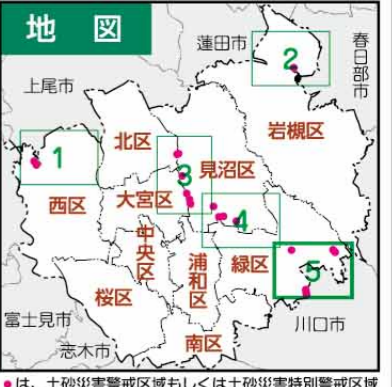 地 図
蓮田市
春日部市
上尾市
2
岩槻区
北区
1
3
見沼区
西区
大宮区
4
中央区
浦和区
緑区
5
桜区
富士見市
川口市
志木市
南区
●は、土砂災害警戒区域もしくは土砂災害特別警戒区域